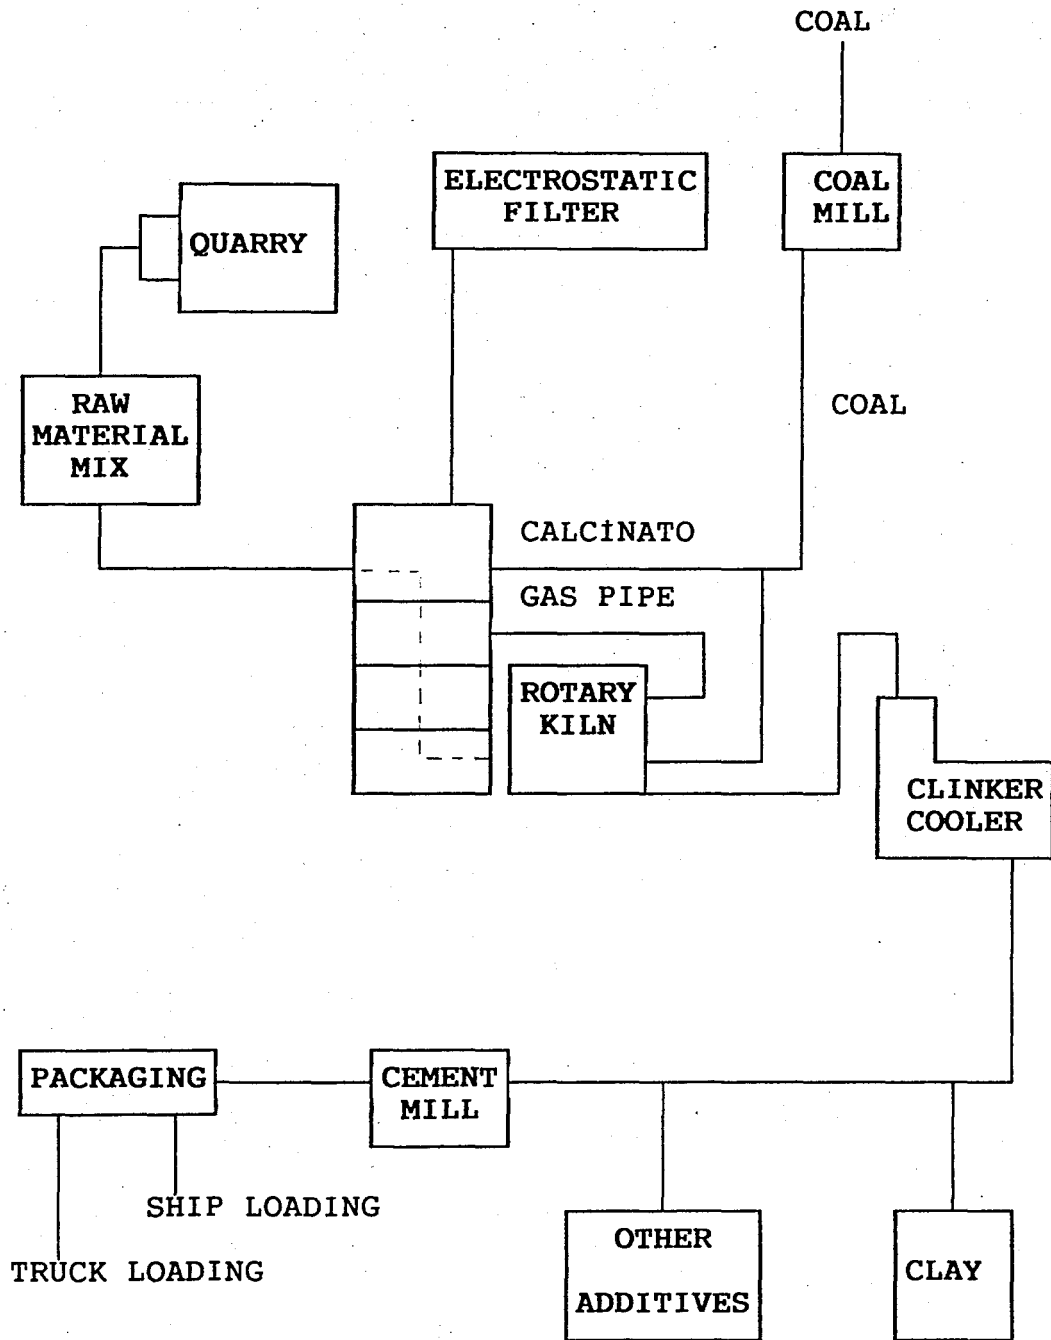 COAL
ELECTROSTATIC
FILTER
COAL
MILL
QUARRY
RAW
MATERIAL
MIX
COAL
CALCİNATO
GAS PIPE
ROTARY
KILN
CLINKER
COOLER
PACKAGING
CEMENT
MILL
SHIP LOADING
TRUCK LOADING
OTHER
ADDITIVES
CLAY